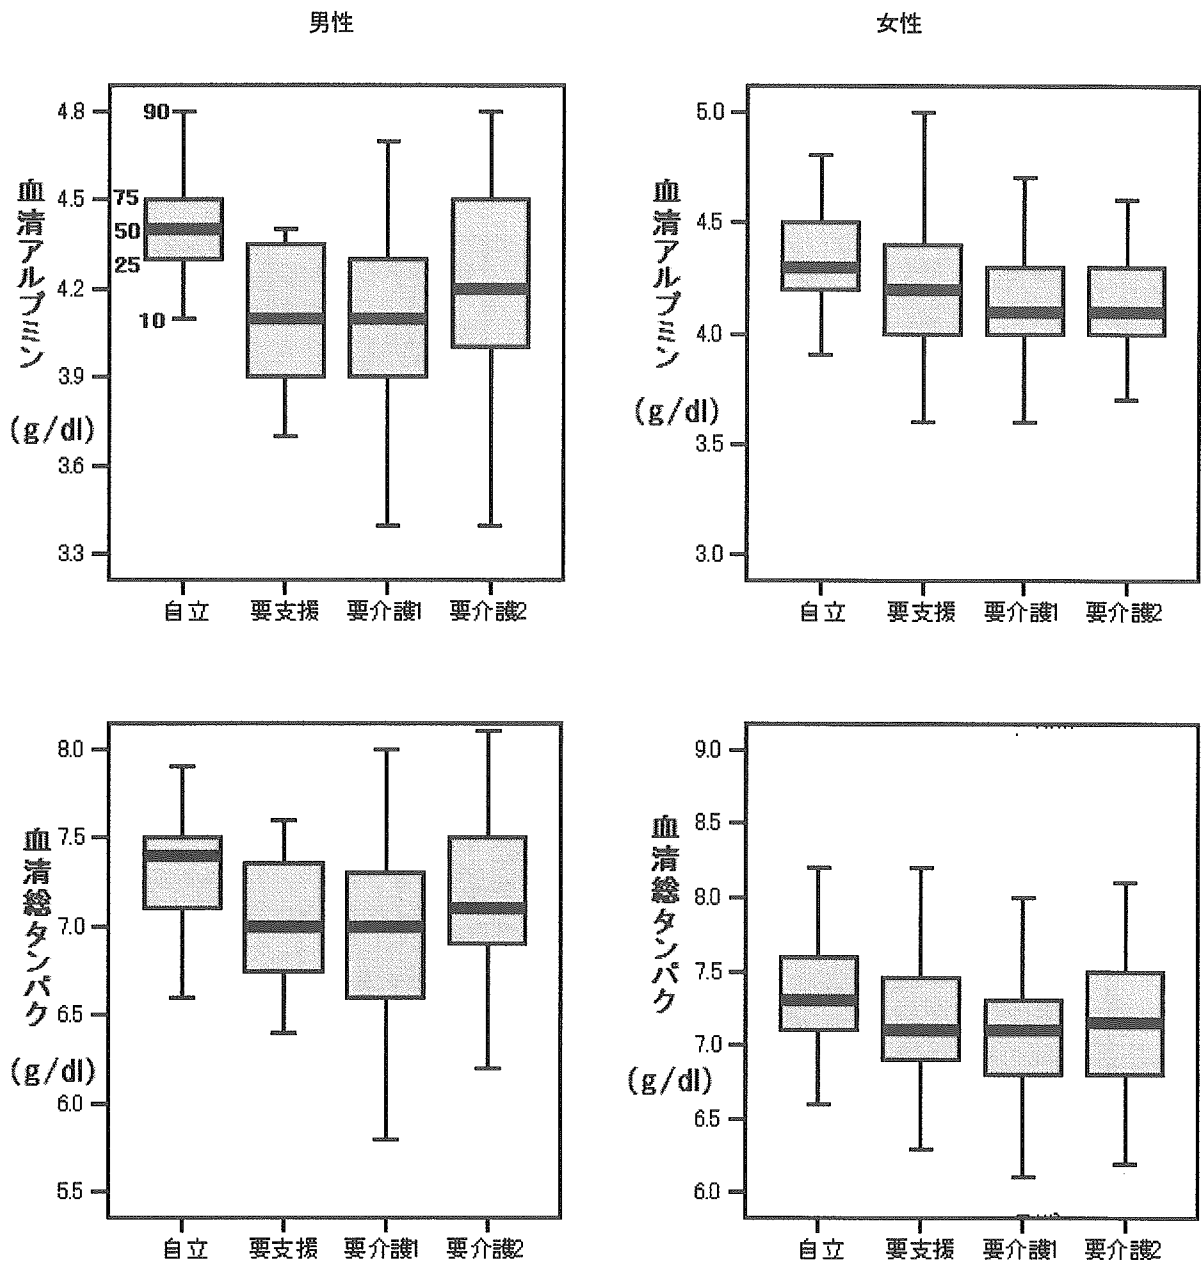 男性
女性
4.8
4.5
4.2
3.9
3.6
3.3
90
75
50
25
10
血清アルブミン
(g/dl)
自立 要支援 要介護1 要介護2
5.0
4.5
4.0
3.5
3.0
血清アルブミン
(g/dl)
自立 要支援 要介護1 要介護2
8.0
7.5
7.0
6.5
6.0
5.5
血清総タンパク
(g/dl)
自立 要支援 要介護1 要介護2
9.0
8.5
8.0
7.5
7.0
6.5
6.0
血清総タンパク
(g/dl)
自立 要支援 要介護1 要介護2